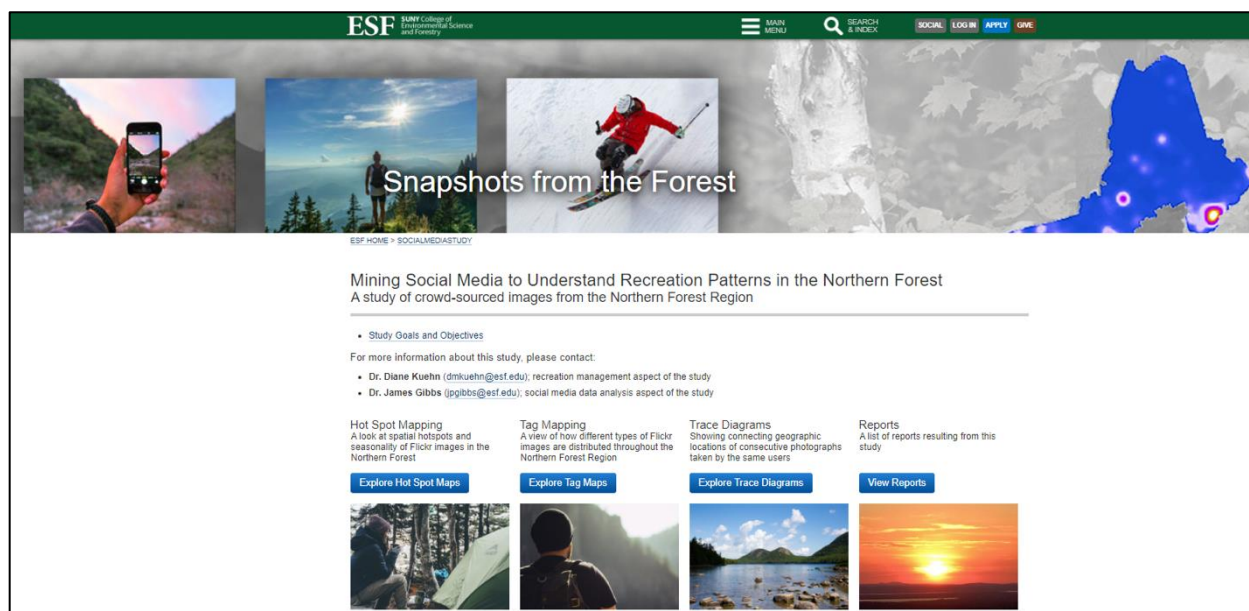 ESF
SUNY College of
Environmental Science
and Forestry
MAIN
MENU
SEARCH
& INDEX
SOCIAL
LOG IN
APPLY
GIVE
Snapshots from the Forest
ESF HOME > SOCIALMEDIASTUDY
Mining Social Media to Understand Recreation Patterns in the Northern Forest
A study of crowd-sourced images from the Northern Forest Region
• Study Goals and Objectives
For more information about this study, please contact:
• Dr. Diane Kuehn (dmkuehn@esf.edu); recreation management aspect of the study
• Dr. James Gibbs (jpgibbs@esf.edu); social media data analysis aspect of the study
Hot Spot Mapping
A look at spatial hotspots and
seasonality of Flickr images in the
Northern Forest
Explore Hot Spot Maps
Tag Mapping
A view of how different types of Flickr
images are distributed throughout the
Northern Forest Region
Explore Tag Maps
Trace Diagrams
Showing connecting geographic
locations of consecutive photographs
taken by the same users
Explore Trace Diagrams
Reports
A list of reports resulting from this
study
View Reports